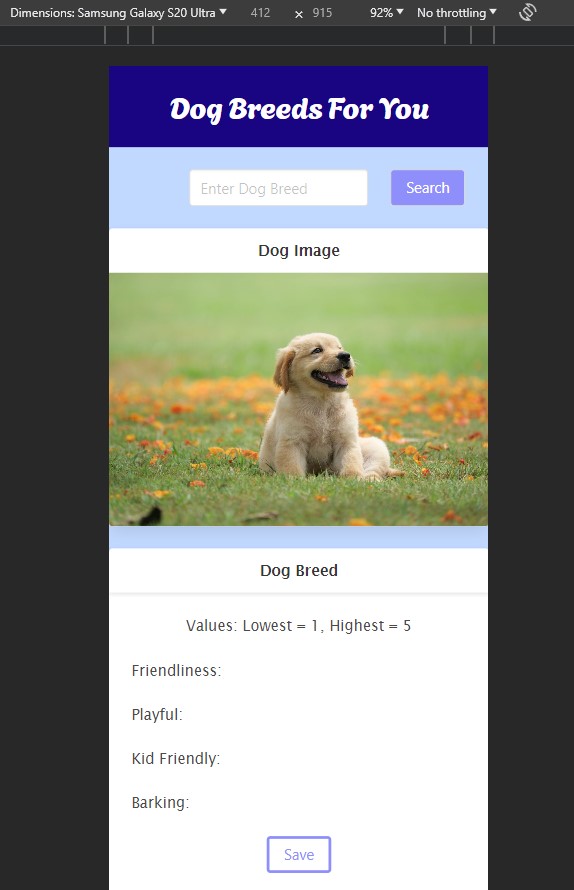 Dimensions: Samsung Galaxy S20 Ultra 412 × 915 92% No throttling
Dog Breeds For You
Enter Dog Breed Search
Dog Image
Dog Breed
Values: Lowest = 1, Highest = 5
Friendliness:
Playful:
Kid Friendly:
Barking:
Save